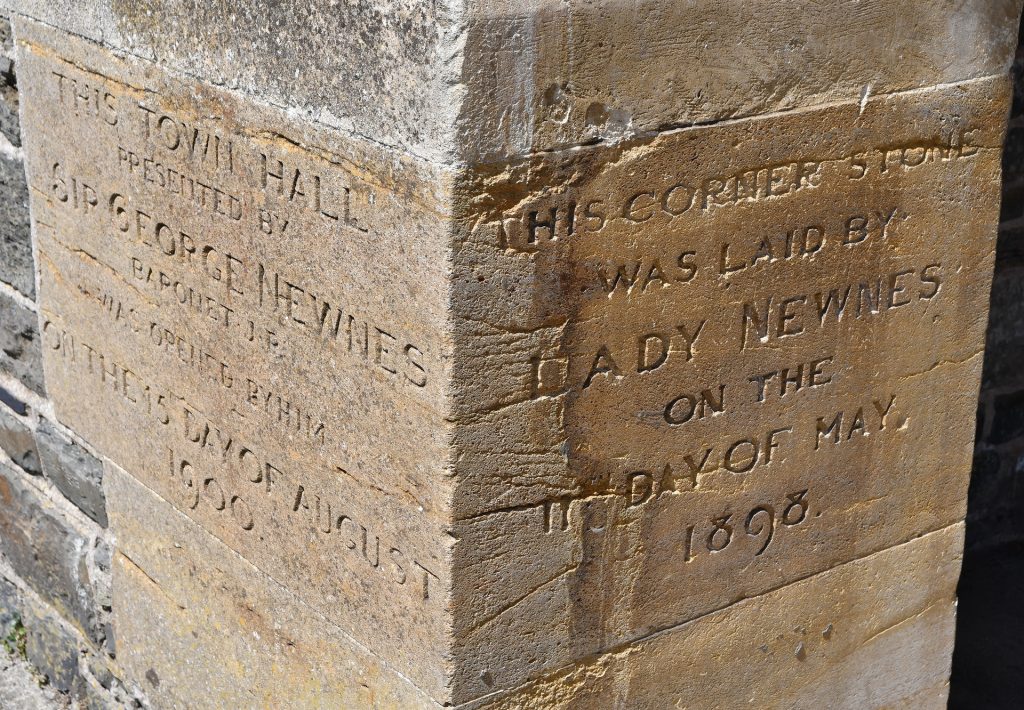 THIS TOWN HALL
PRESENTED BY
SIR GEORGE NEWNES
BARONET J.P.
WAS OPENED BY HIM
ON THE 15 DAY OF AUGUST
1900.
THIS CORNER STONE
WAS LAID BY
LADY NEWNES
ON THE
11TH DAY OF MAY.
1898.